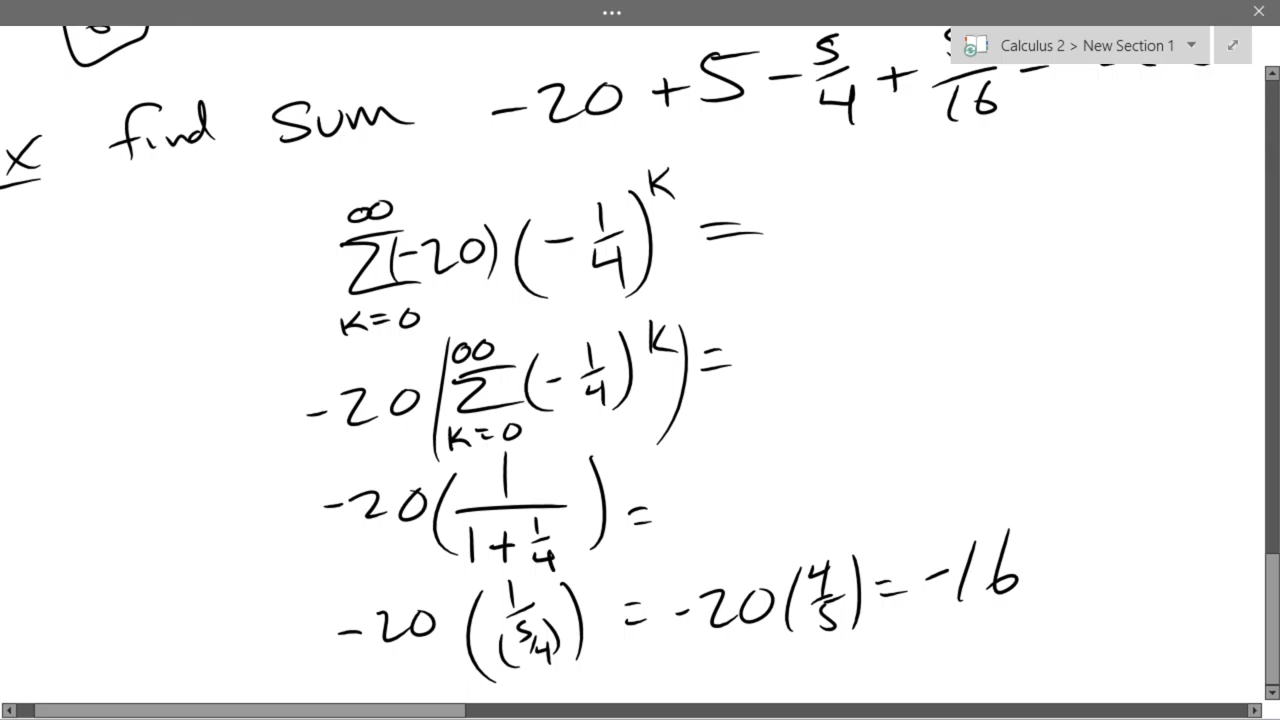 Calculus 2 > New Section 1
x find sum -20 + 5 - 5/4 + 5/16 - ...
∞ Σ k=0 (-20) (-1/4)^k =
-20 ( ∞ Σ k=0 (-1/4)^k ) =
-20 ( 1 / (1 + 1/4) ) =
-20 ( 1 / (5/4) ) = -20 (4/5) = -16